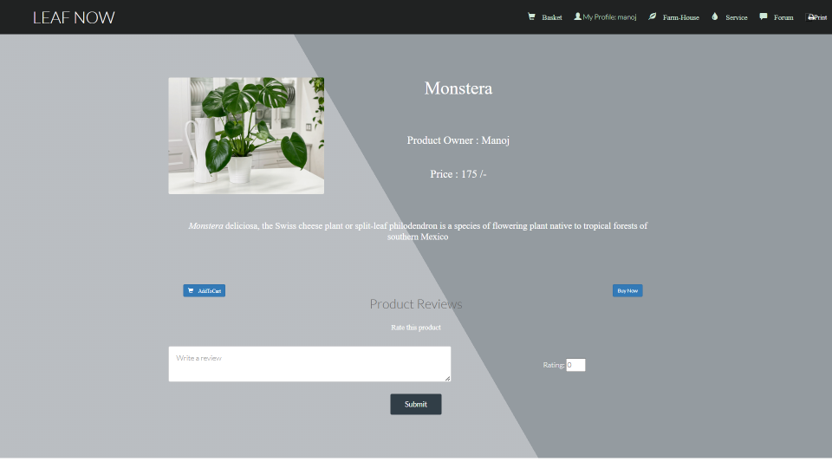 LEAF NOW
Basket My Profile: manoj Farm-House Service Forum Print
Monstera
Product Owner : Manoj
Price : 175 /-
Monstera deliciosa, the Swiss cheese plant or split-leaf philodendron is a species of flowering plant native to tropical forests of
southern Mexico
AddToCart
Buy Now
Product Reviews
Rate this product
Write a review
Rating: 0
Submit